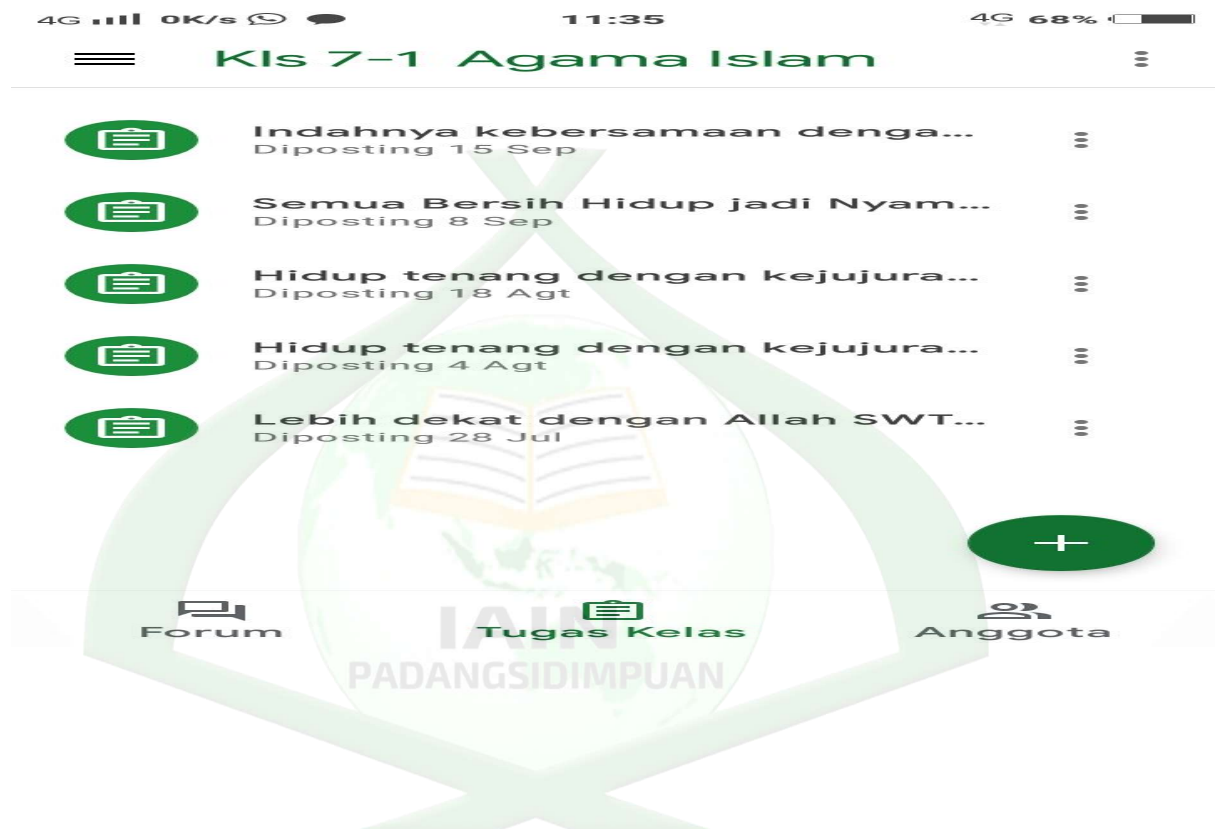 4G 0K/s 11:35 4G 68%
Kls 7-1 Agama Islam
Indahnya kebersamaan denga...
Diposting 15 Sep
Semua Bersih Hidup jadi Nyam...
Diposting 8 Sep
Hidup tenang dengan kejujura...
Diposting 18 Agt
Hidup tenang dengan kejujura...
Diposting 4 Agt
Lebih dekat dengan Allah SWT...
Diposting 28 Jul
Forum Tugas Kelas Anggota
IAIN
PADANGSIDIMPUAN